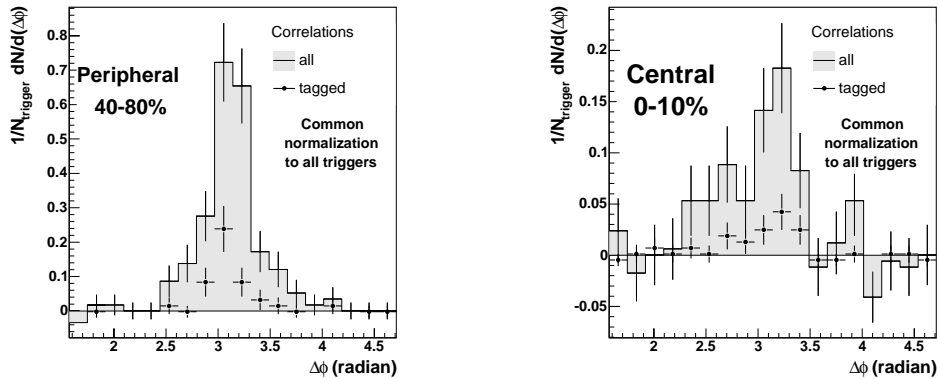 1/Ntrigger dN/d(Δϕ)
0.8
0.7
0.6
0.5
0.4
0.3
0.2
0.1
0
Peripheral
40-80%
Correlations
all
tagged
Common
normalization
to all triggers
2 2.5 3 3.5 4 4.5
Δϕ (radian)
1/Ntrigger dN/d(Δϕ)
0.2
0.15
0.1
0.05
0
-0.05
Central
0-10%
Correlations
all
tagged
Common
normalization
to all triggers
2 2.5 3 3.5 4 4.5
Δϕ (radian)